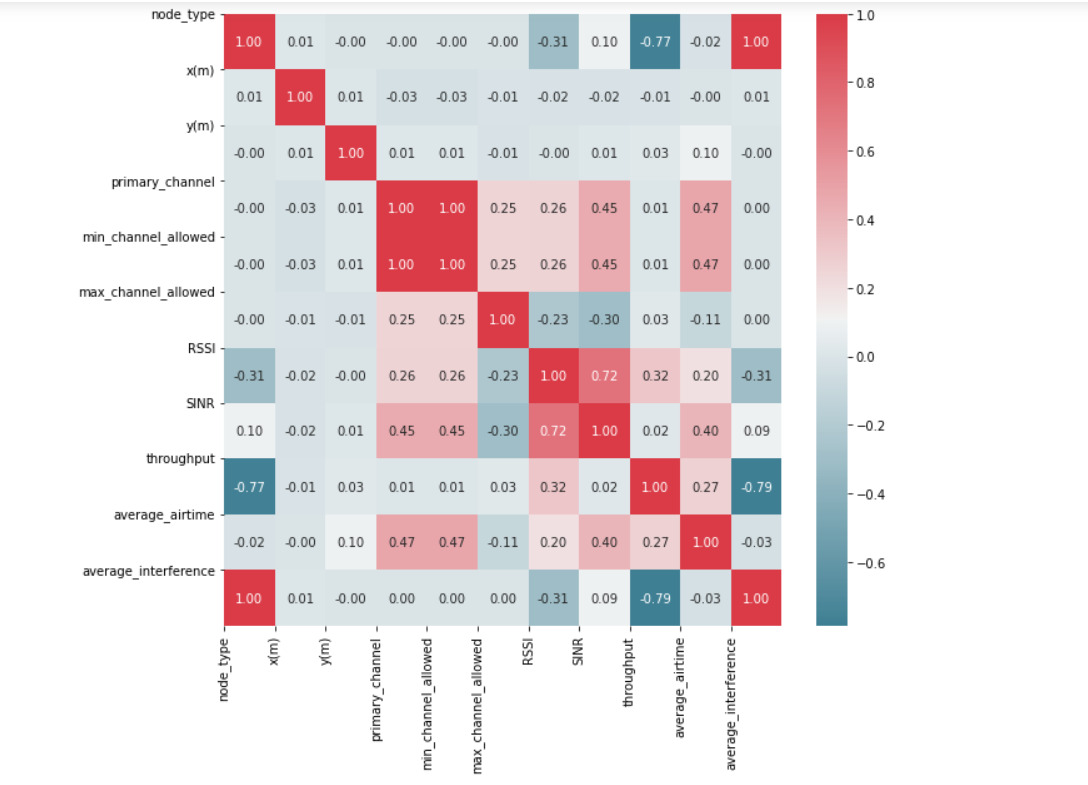 node_type
1.00 0.01 -0.00 -0.00 -0.00 -0.00 -0.31 0.10 -0.77 -0.02 1.00
x(m)
0.01 1.00 0.01 -0.03 -0.03 -0.01 -0.02 -0.02 -0.01 -0.00 0.01
y(m)
-0.00 0.01 1.00 0.01 0.01 -0.01 -0.00 0.01 0.03 0.10 -0.00
primary_channel
-0.00 -0.03 0.01 1.00 1.00 0.25 0.26 0.45 0.01 0.47 0.00
min_channel_allowed
-0.00 -0.03 0.01 1.00 1.00 0.25 0.26 0.45 0.01 0.47 0.00
max_channel_allowed
-0.00 -0.01 -0.01 0.25 0.25 1.00 -0.23 -0.30 0.03 -0.11 0.00
RSSI
-0.31 -0.02 -0.00 0.26 0.26 -0.23 1.00 0.72 0.32 0.20 -0.31
SINR
0.10 -0.02 0.01 0.45 0.45 -0.30 0.72 1.00 0.02 0.40 0.09
throughput
-0.77 -0.01 0.03 0.01 0.01 0.03 0.32 0.02 1.00 0.27 -0.79
average_airtime
-0.02 -0.00 0.10 0.47 0.47 -0.11 0.20 0.40 0.27 1.00 -0.03
average_interference
1.00 0.01 -0.00 0.00 0.00 0.00 -0.31 0.09 -0.79 -0.03 1.00
node_type
x(m)
y(m)
primary_channel
min_channel_allowed
max_channel_allowed
RSSI
SINR
throughput
average_airtime
average_interference
1.0
0.8
0.6
0.4
0.2
0.0
−0.2
−0.4
−0.6